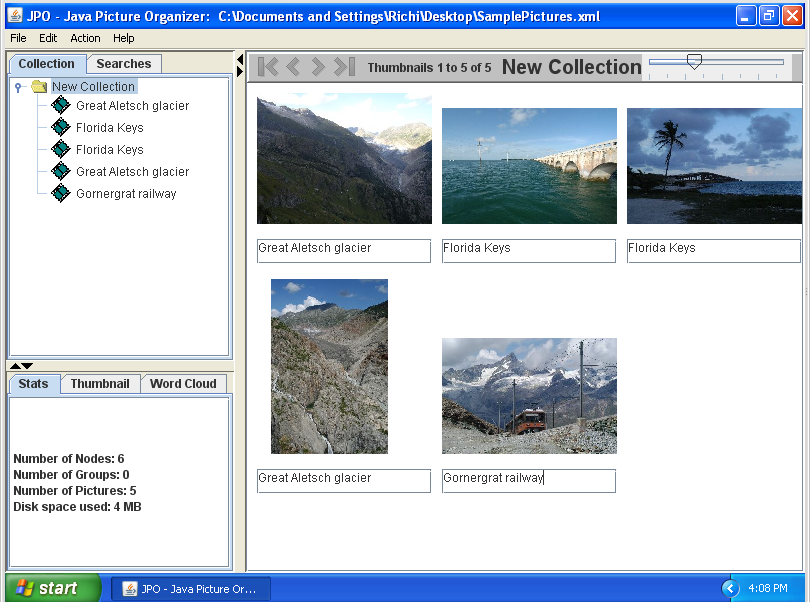 JPO - Java Picture Organizer:  C:\Documents and Settings\Richi\Desktop\SamplePictures.xml
File Edit Action Help
Collection Searches
New Collection
Great Aletsch glacier
Florida Keys
Florida Keys
Great Aletsch glacier
Gornergrat railway
Thumbnails 1 to 5 of 5 New Collection
Great Aletsch glacier Florida Keys Florida Keys
Great Aletsch glacier Gornergrat railway
Stats Thumbnail Word Cloud
Number of Nodes: 6
Number of Groups: 0
Number of Pictures: 5
Disk space used: 4 MB
start JPO - Java Picture Or... 4:08 PM